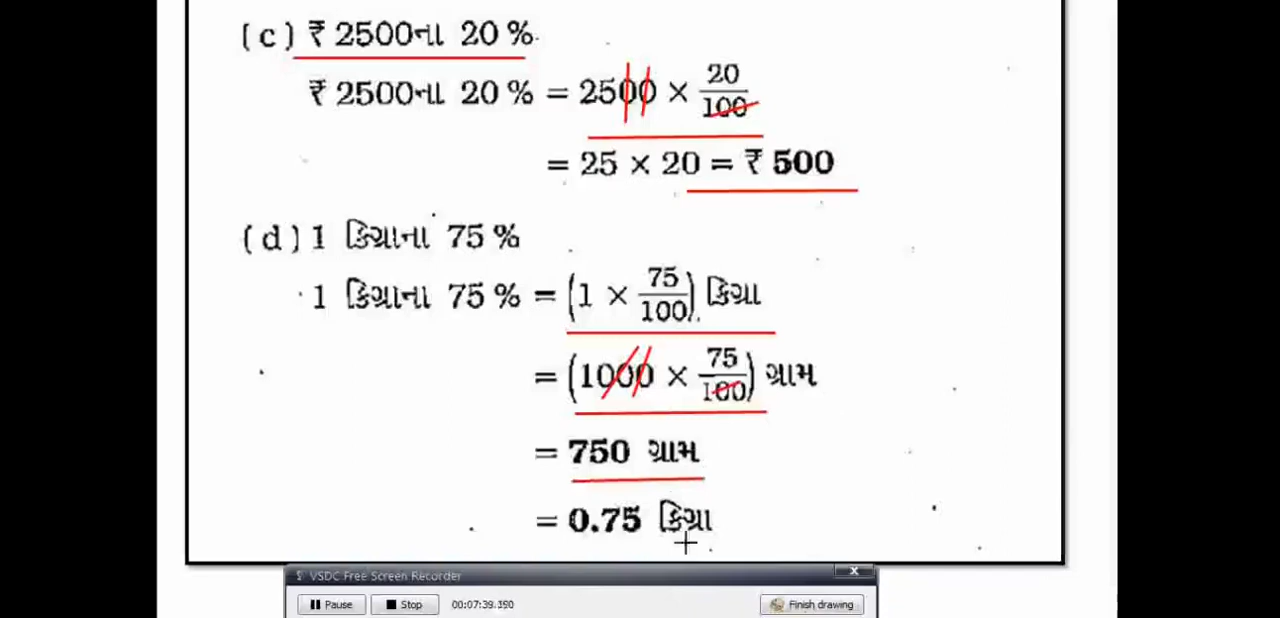 (c) ₹ 2500ના 20 %
₹ 2500ના 20 % = 2500 × 20/100
= 25 × 20 = ₹ 500
(d) 1 કિગ્રાના 75 %
1 કિગ્રાના 75 % = (1 × 75/100) કિગ્રા
= (1000 × 75/100) ગ્રામ
= 750 ગ્રામ
= 0.75 કિગ્રા
VSDC Free Screen Recorder
Pause Stop 00:07:39.350 Finish drawing